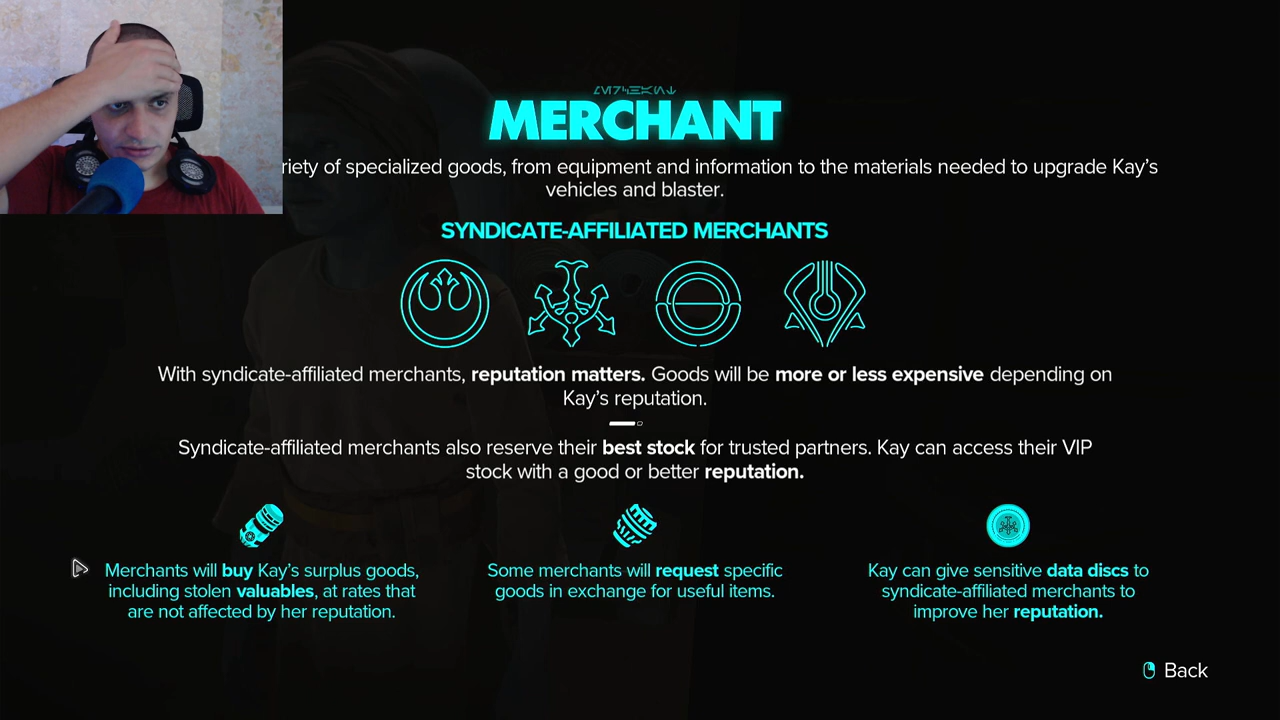 MERCHANT
riety of specialized goods, from equipment and information to the materials needed to upgrade Kay's
vehicles and blaster.
SYNDICATE-AFFILIATED MERCHANTS
With syndicate-affiliated merchants, reputation matters. Goods will be more or less expensive depending on
Kay's reputation.
Syndicate-affiliated merchants also reserve their best stock for trusted partners. Kay can access their VIP
stock with a good or better reputation.
Merchants will buy Kay's surplus goods,
including stolen valuables, at rates that
are not affected by her reputation.
Some merchants will request specific
goods in exchange for useful items.
Kay can give sensitive data discs to
syndicate-affiliated merchants to
improve her reputation.
Back